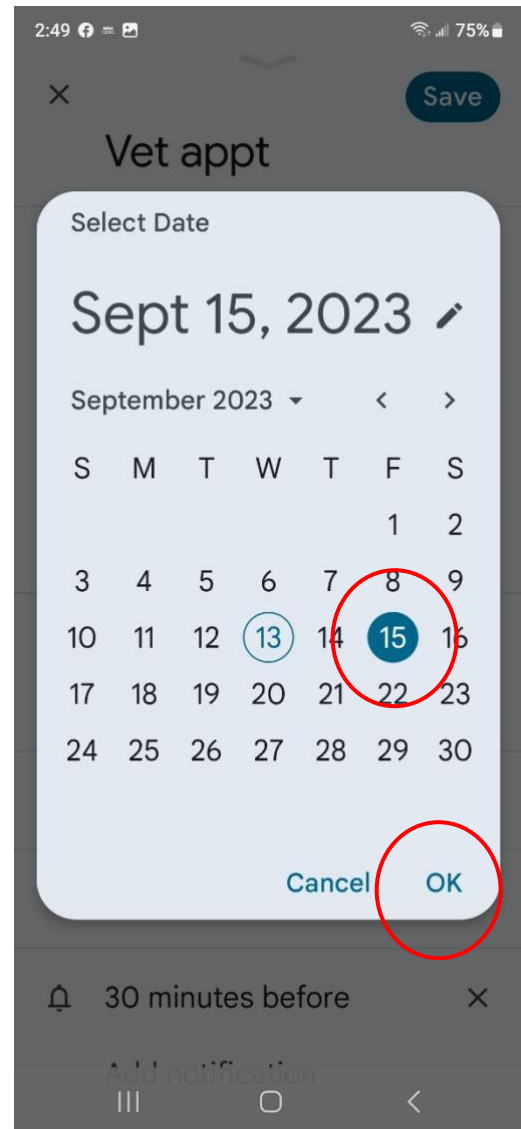 2:49 75%
Save
Vet appt
Select Date
Sept 15, 2023
September 2023
S M T W T F S
1 2
3 4 5 6 7 8 9
10 11 12 13 14 15 16
17 18 19 20 21 22 23
24 25 26 27 28 29 30
Cancel OK
30 minutes before
Add notification